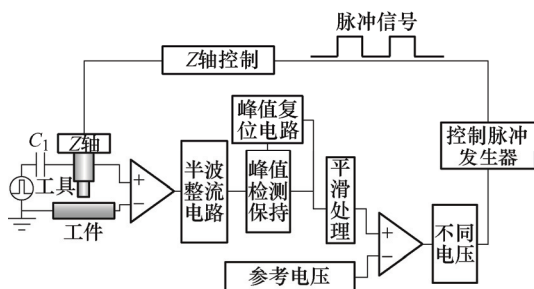 脉冲信号
Z轴控制
峰值复
位电路
C1
Z轴
控制脉冲
发生器
工具
+
−
半波
整流
电路
峰值
检测
保持
平滑处理
工件
+
−
不同
电压
参考电压